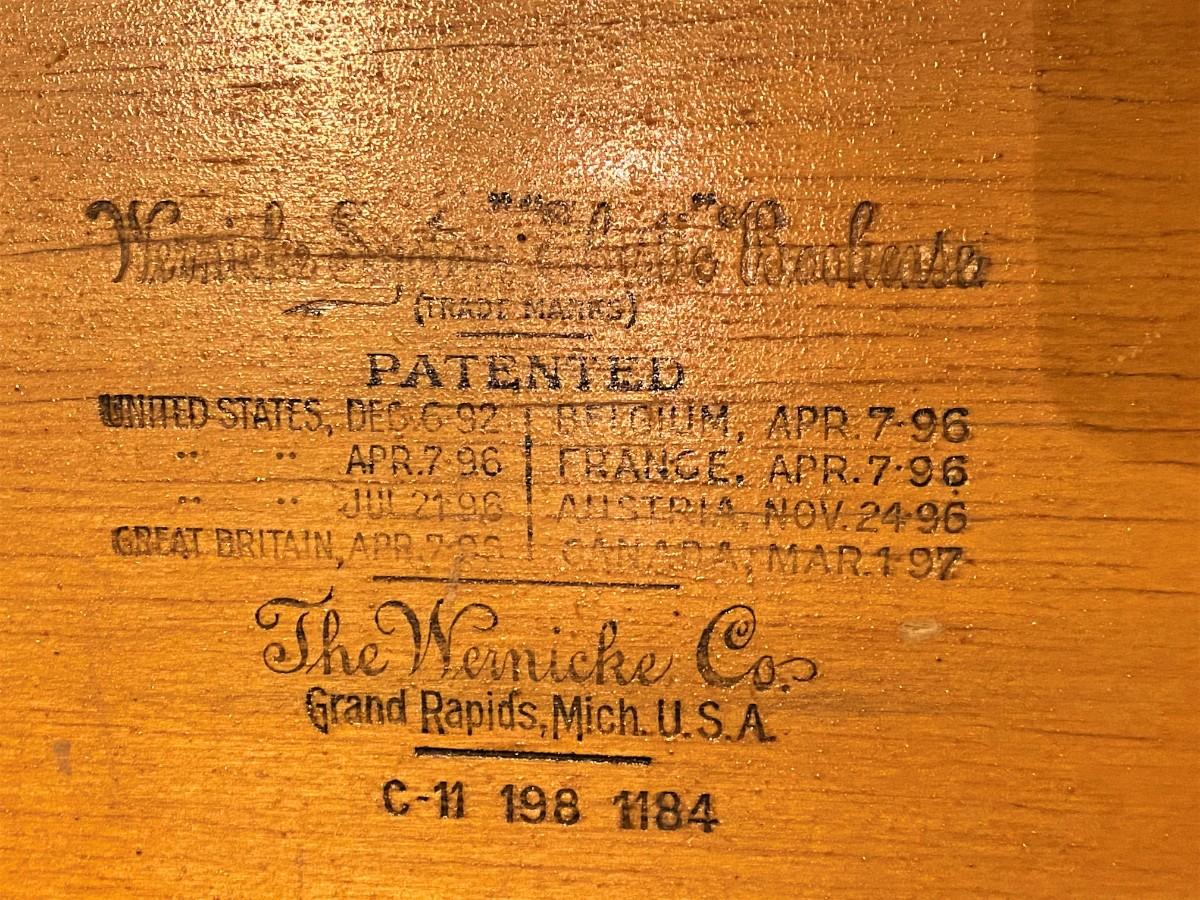 Wernicke System "Elastic" Bookcase
(TRADE MARKS)
PATENTED
UNITED STATES, DEC. 6-92 | BELGIUM, APR. 7-96
" " APR. 7-96 | FRANCE, APR. 7-96
" " JUL 21-96 | AUSTRIA, NOV. 24-96
GREAT BRITAIN, APR. 7-96 | CANADA, MAR. 1-97
The Wernicke Co.
Grand Rapids, Mich. U.S.A.
C-11 198 1184